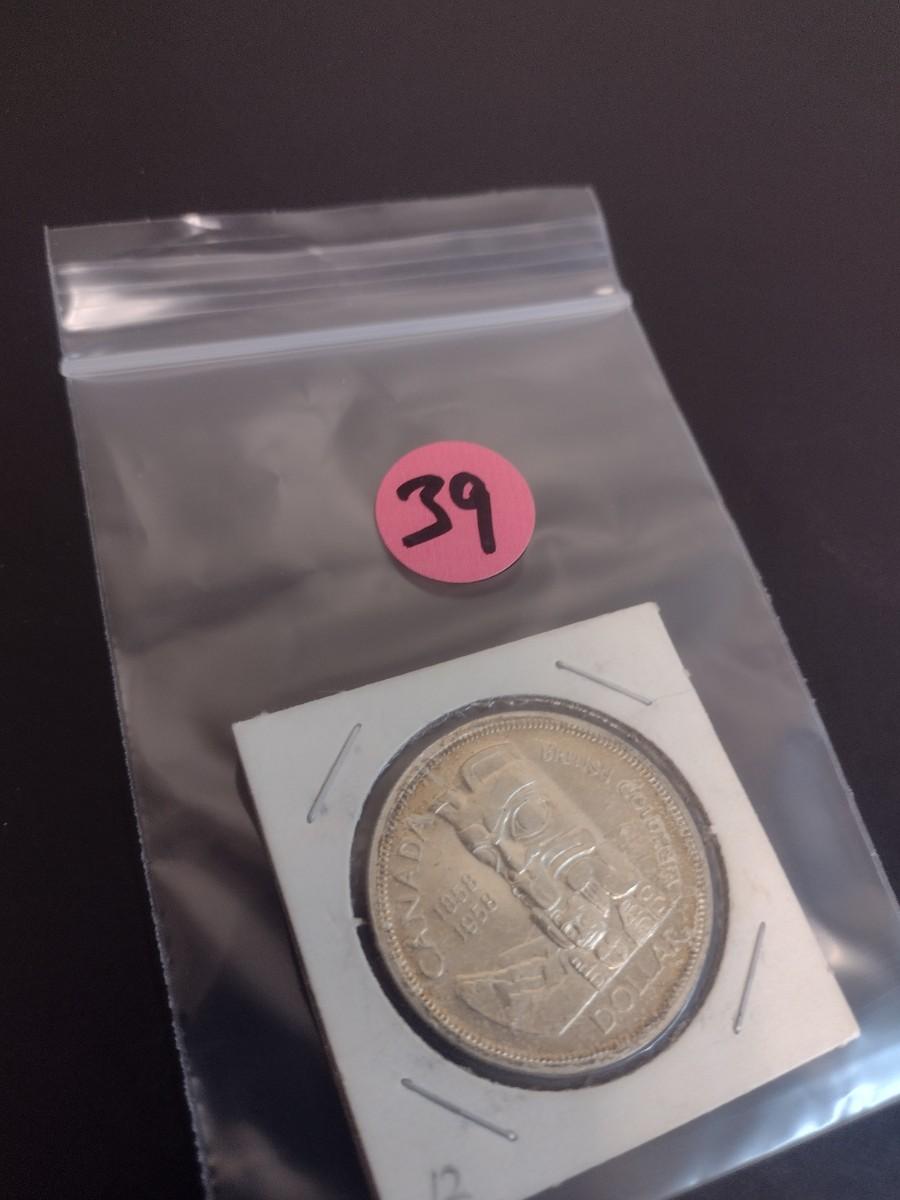 39
CANADA
BRITISH COLUMBIA
1858
1958
DOLLAR
12